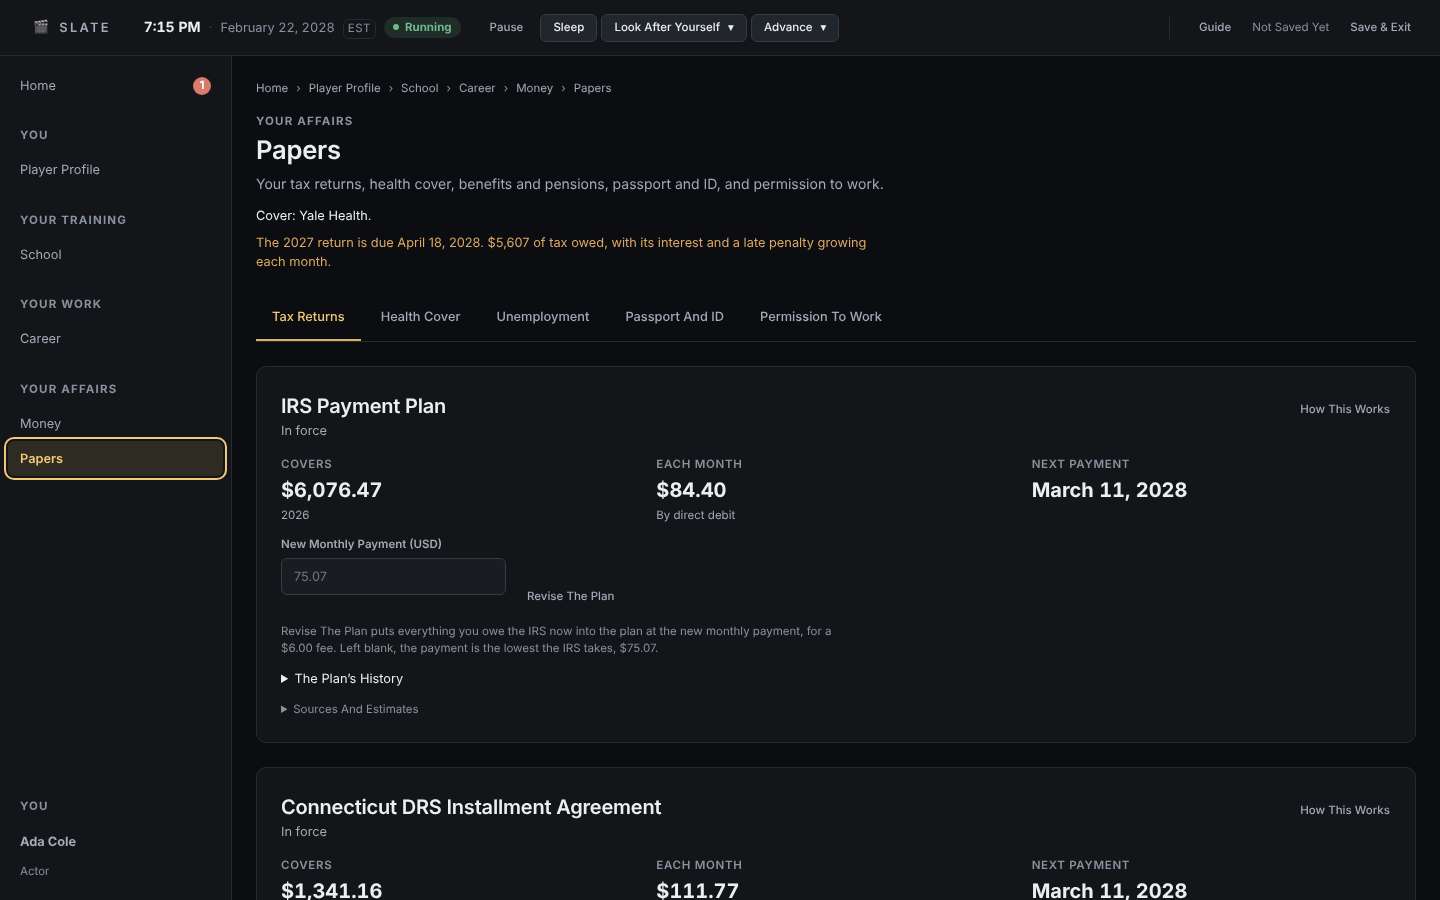 SLATE
7:15 PM · February 22, 2028 EST Running
Pause
Sleep
Look After Yourself ▾
Advance ▾
Guide
Not Saved Yet
Save & Exit
Home
1
YOU
Player Profile
YOUR TRAINING
School
YOUR WORK
Career
YOUR AFFAIRS
Money
Papers
YOU
Ada Cole
Actor
Home › Player Profile › School › Career › Money › Papers
YOUR AFFAIRS
Papers
Your tax returns, health cover, benefits and pensions, passport and ID, and permission to work.
Cover: Yale Health.
The 2027 return is due April 18, 2028. $5,607 of tax owed, with its interest and a late penalty growing
each month.
Tax Returns
Health Cover
Unemployment
Passport And ID
Permission To Work
IRS Payment Plan
How This Works
In force
COVERS
EACH MONTH
NEXT PAYMENT
$6,076.47
$84.40
March 11, 2028
2026
By direct debit
New Monthly Payment (USD)
75.07
Revise The Plan
Revise The Plan puts everything you owe the IRS now into the plan at the new monthly payment, for a
$6.00 fee. Left blank, the payment is the lowest the IRS takes, $75.07.
The Plan's History
Sources And Estimates
Connecticut DRS Installment Agreement
How This Works
In force
COVERS
EACH MONTH
NEXT PAYMENT
$1,341.16
$111.77
March 11, 2028